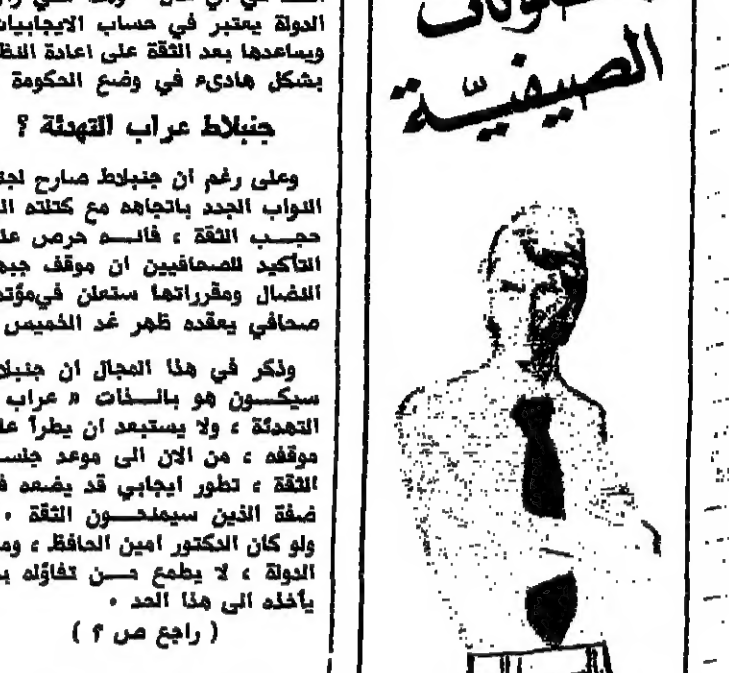 الدولة يعتبر في حساب الايجابيات
ويساعدها بعد الثقة على اعادة النظ
بشكل هادىء في وضع الحكومة
جنبلاط عراب التهدئة ؟
وعلى رغم ان جنبلاط صارح لجن
النواب الجدد باتجاهه مع كتلته ال
حجب الثقة ، فانه حرص عل
التأكيد للصحافيين ان موقف جبه
النضال ومقرراتها ستعلن في مؤتم
صحافي يعقده ظهر غد الخميس
وذكر في هذا المجال ان جنبلا
سيكون هو بالذات « عراب
التهدئة ، ولا يستبعد ان يطرأ عل
موقفه ، من الان الى موعد جلس
الثقة ، تطور ايجابي قد يضعه ف
ضفة الذين سيمنحون الثقة .
ولو كان الدكتور امين الحافظ ، وم
الدولة ، لا يطمع من تفاؤله ب
يأخذه الى هذا الحد .
( راجع ص ٢ )
الصيفيّة